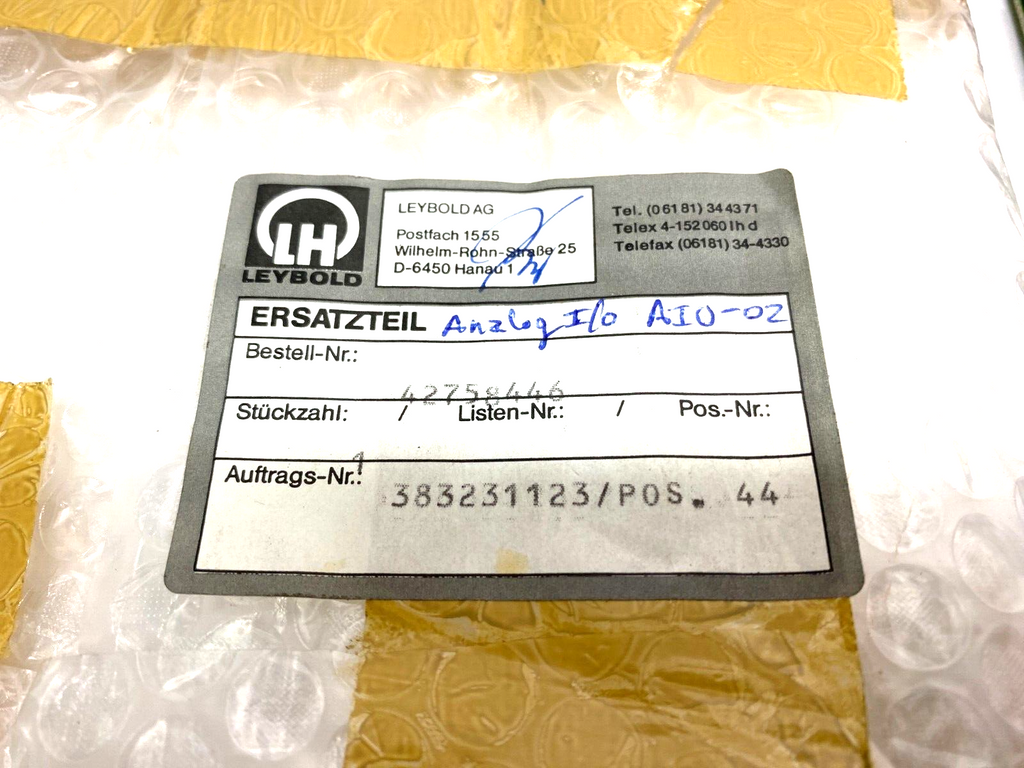 LH
LEYBOLD
LEYBOLD AG
Postfach 1555
Wilhelm-Rohn-Straße 25
D-6450 Hanau 1
Tel. (06181) 344371
Telex 4-152060 lh d
Telefax (06181) 34-4330
ERSATZTEIL Analog I/O AIO-02
Bestell-Nr.:
42758446
Stückzahl: / Listen-Nr.: / Pos.-Nr.:
1
Auftrags-Nr.:
383231123/POS. 44